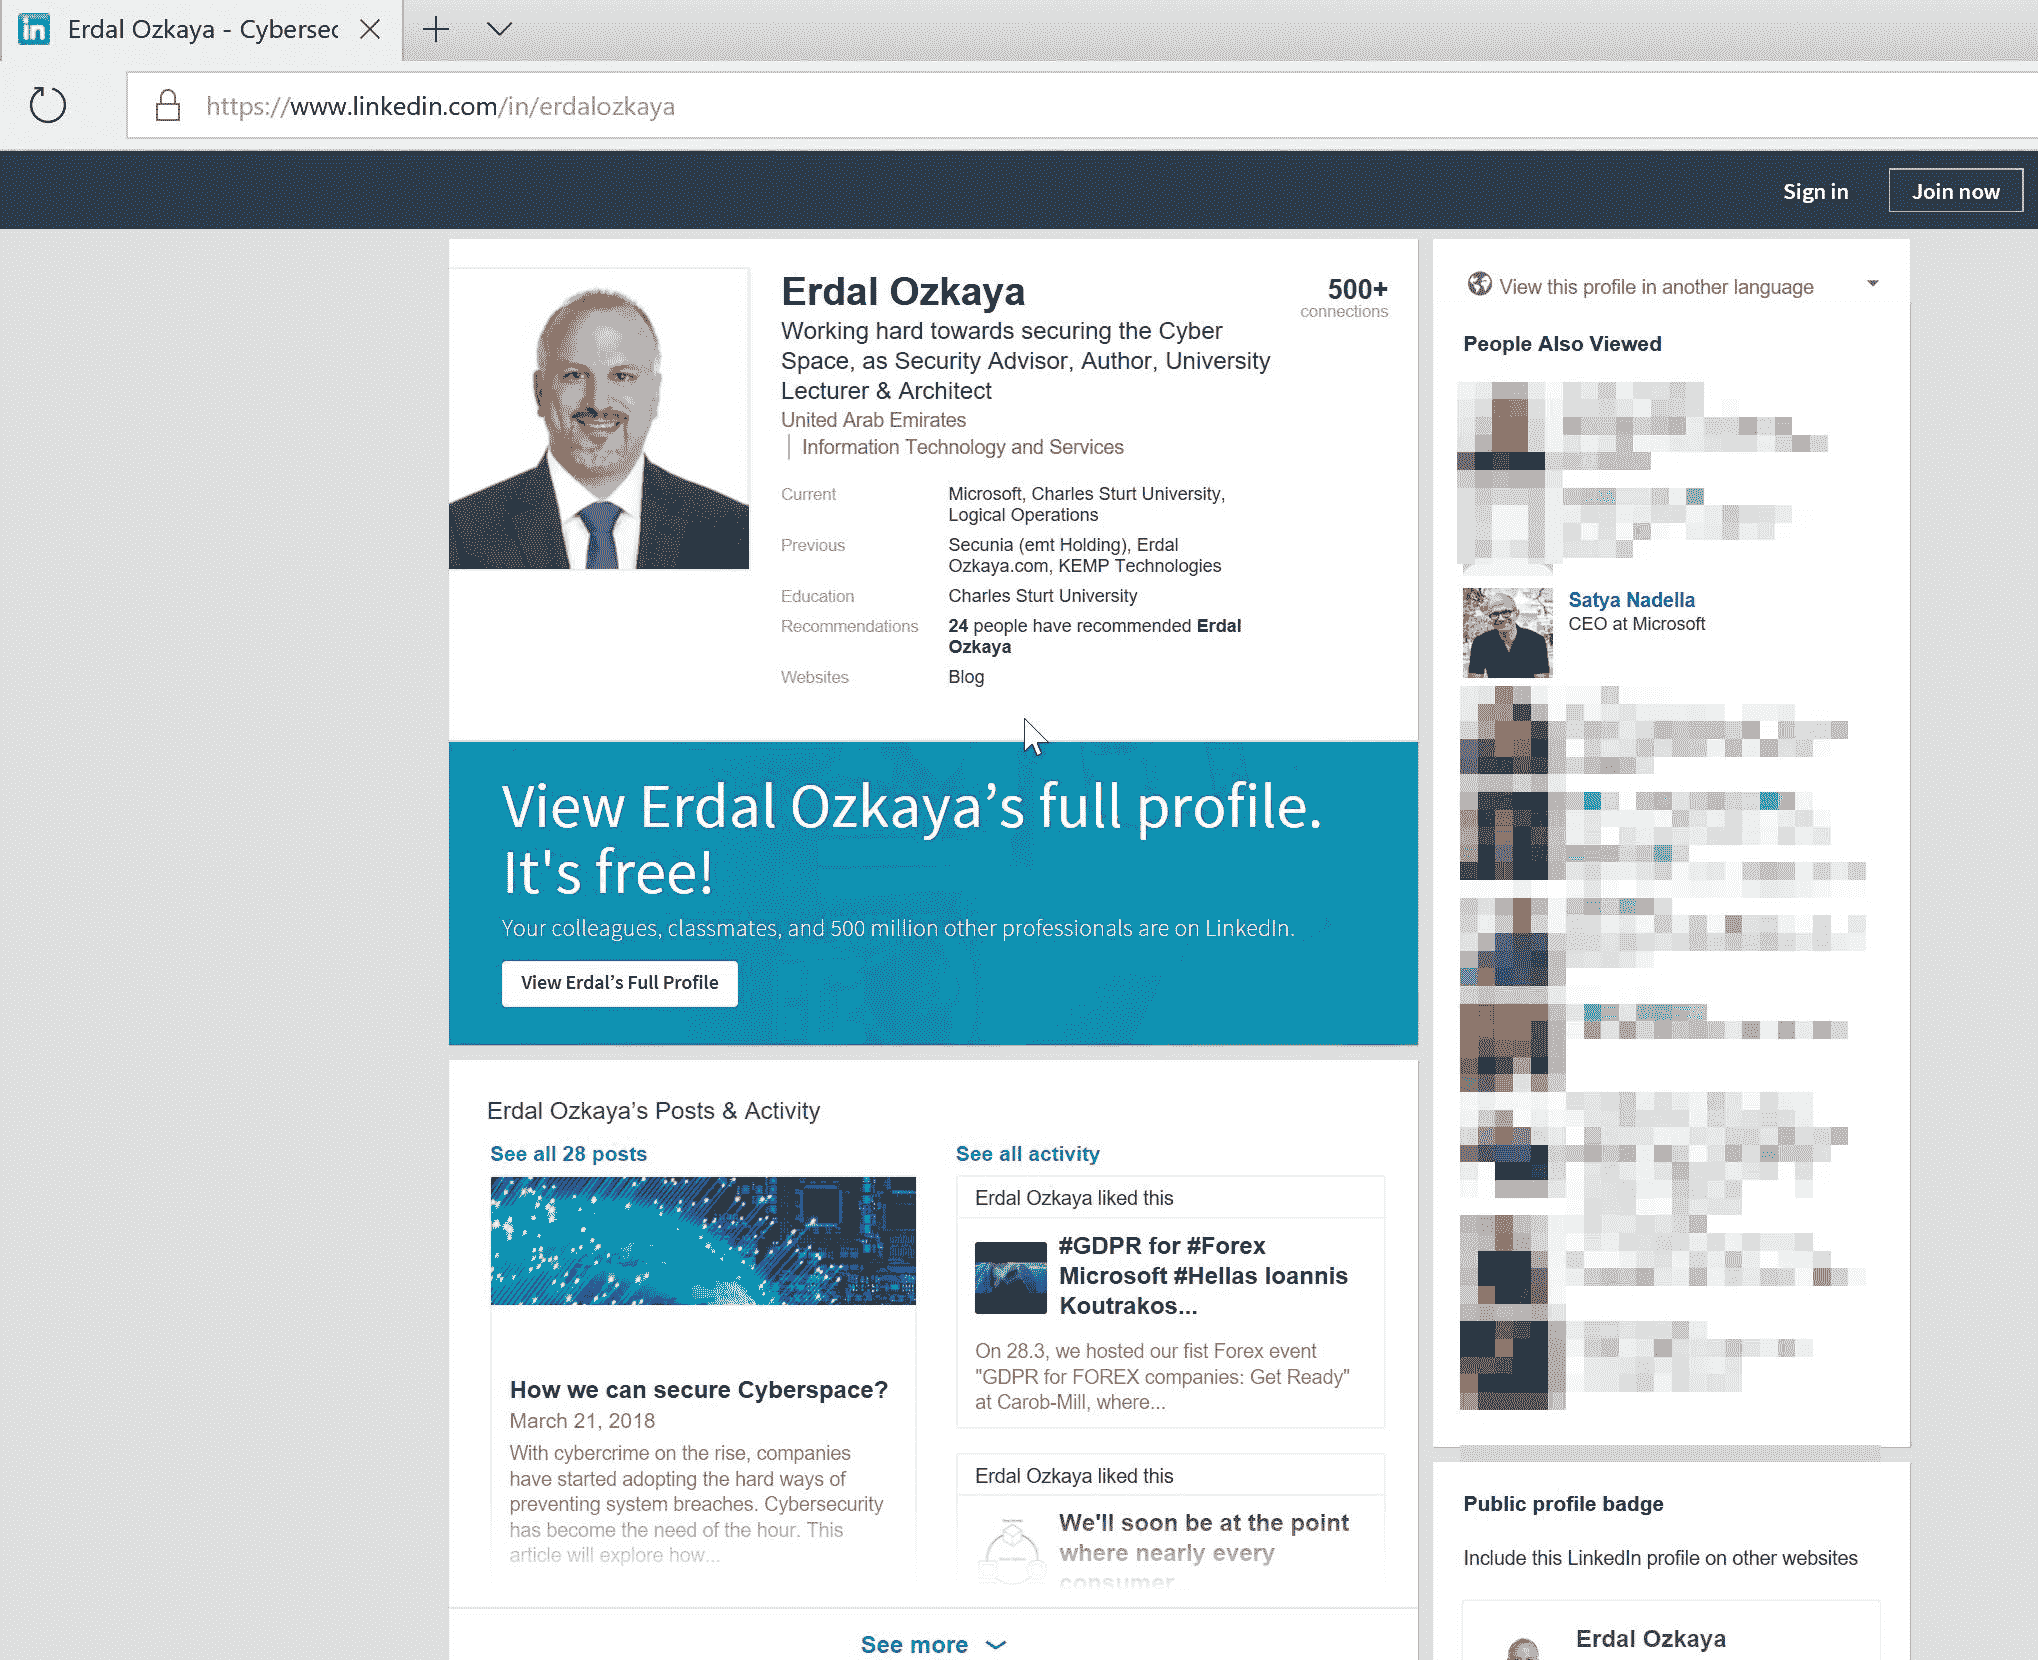 in Erdal Ozkaya - Cybersec
https://www.linkedin.com/in/erdalozkaya
Sign in
Join now
Erdal Ozkaya
500+
connections
Working hard towards securing the Cyber
Space, as Security Advisor, Author, University
Lecturer & Architect
United Arab Emirates
Information Technology and Services
Current
Microsoft, Charles Sturt University,
Logical Operations
Previous
Secunia (emt Holding), Erdal
Ozkaya.com, KEMP Technologies
Education
Charles Sturt University
Recommendations
24 people have recommended Erdal
Ozkaya
Websites
Blog
View Erdal Ozkaya’s full profile.
It's free!
Your colleagues, classmates, and 500 million other professionals are on LinkedIn.
View Erdal’s Full Profile
Erdal Ozkaya’s Posts & Activity
See all 28 posts
How we can secure Cyberspace?
March 21, 2018
With cybercrime on the rise, companies
have started adopting the hard ways of
preventing system breaches. Cybersecurity
has become the need of the hour. This
article will explore how...
See all activity
Erdal Ozkaya liked this
#GDPR for #Forex
Microsoft #Hellas Ioannis
Koutrakos...
On 28.3, we hosted our fist Forex event
"GDPR for FOREX companies: Get Ready"
at Carob-Mill, where...
Erdal Ozkaya liked this
We'll soon be at the point
where nearly every
consumer...
See more
View this profile in another language
People Also Viewed
Satya Nadella
CEO at Microsoft
Public profile badge
Include this LinkedIn profile on other websites
Erdal Ozkaya